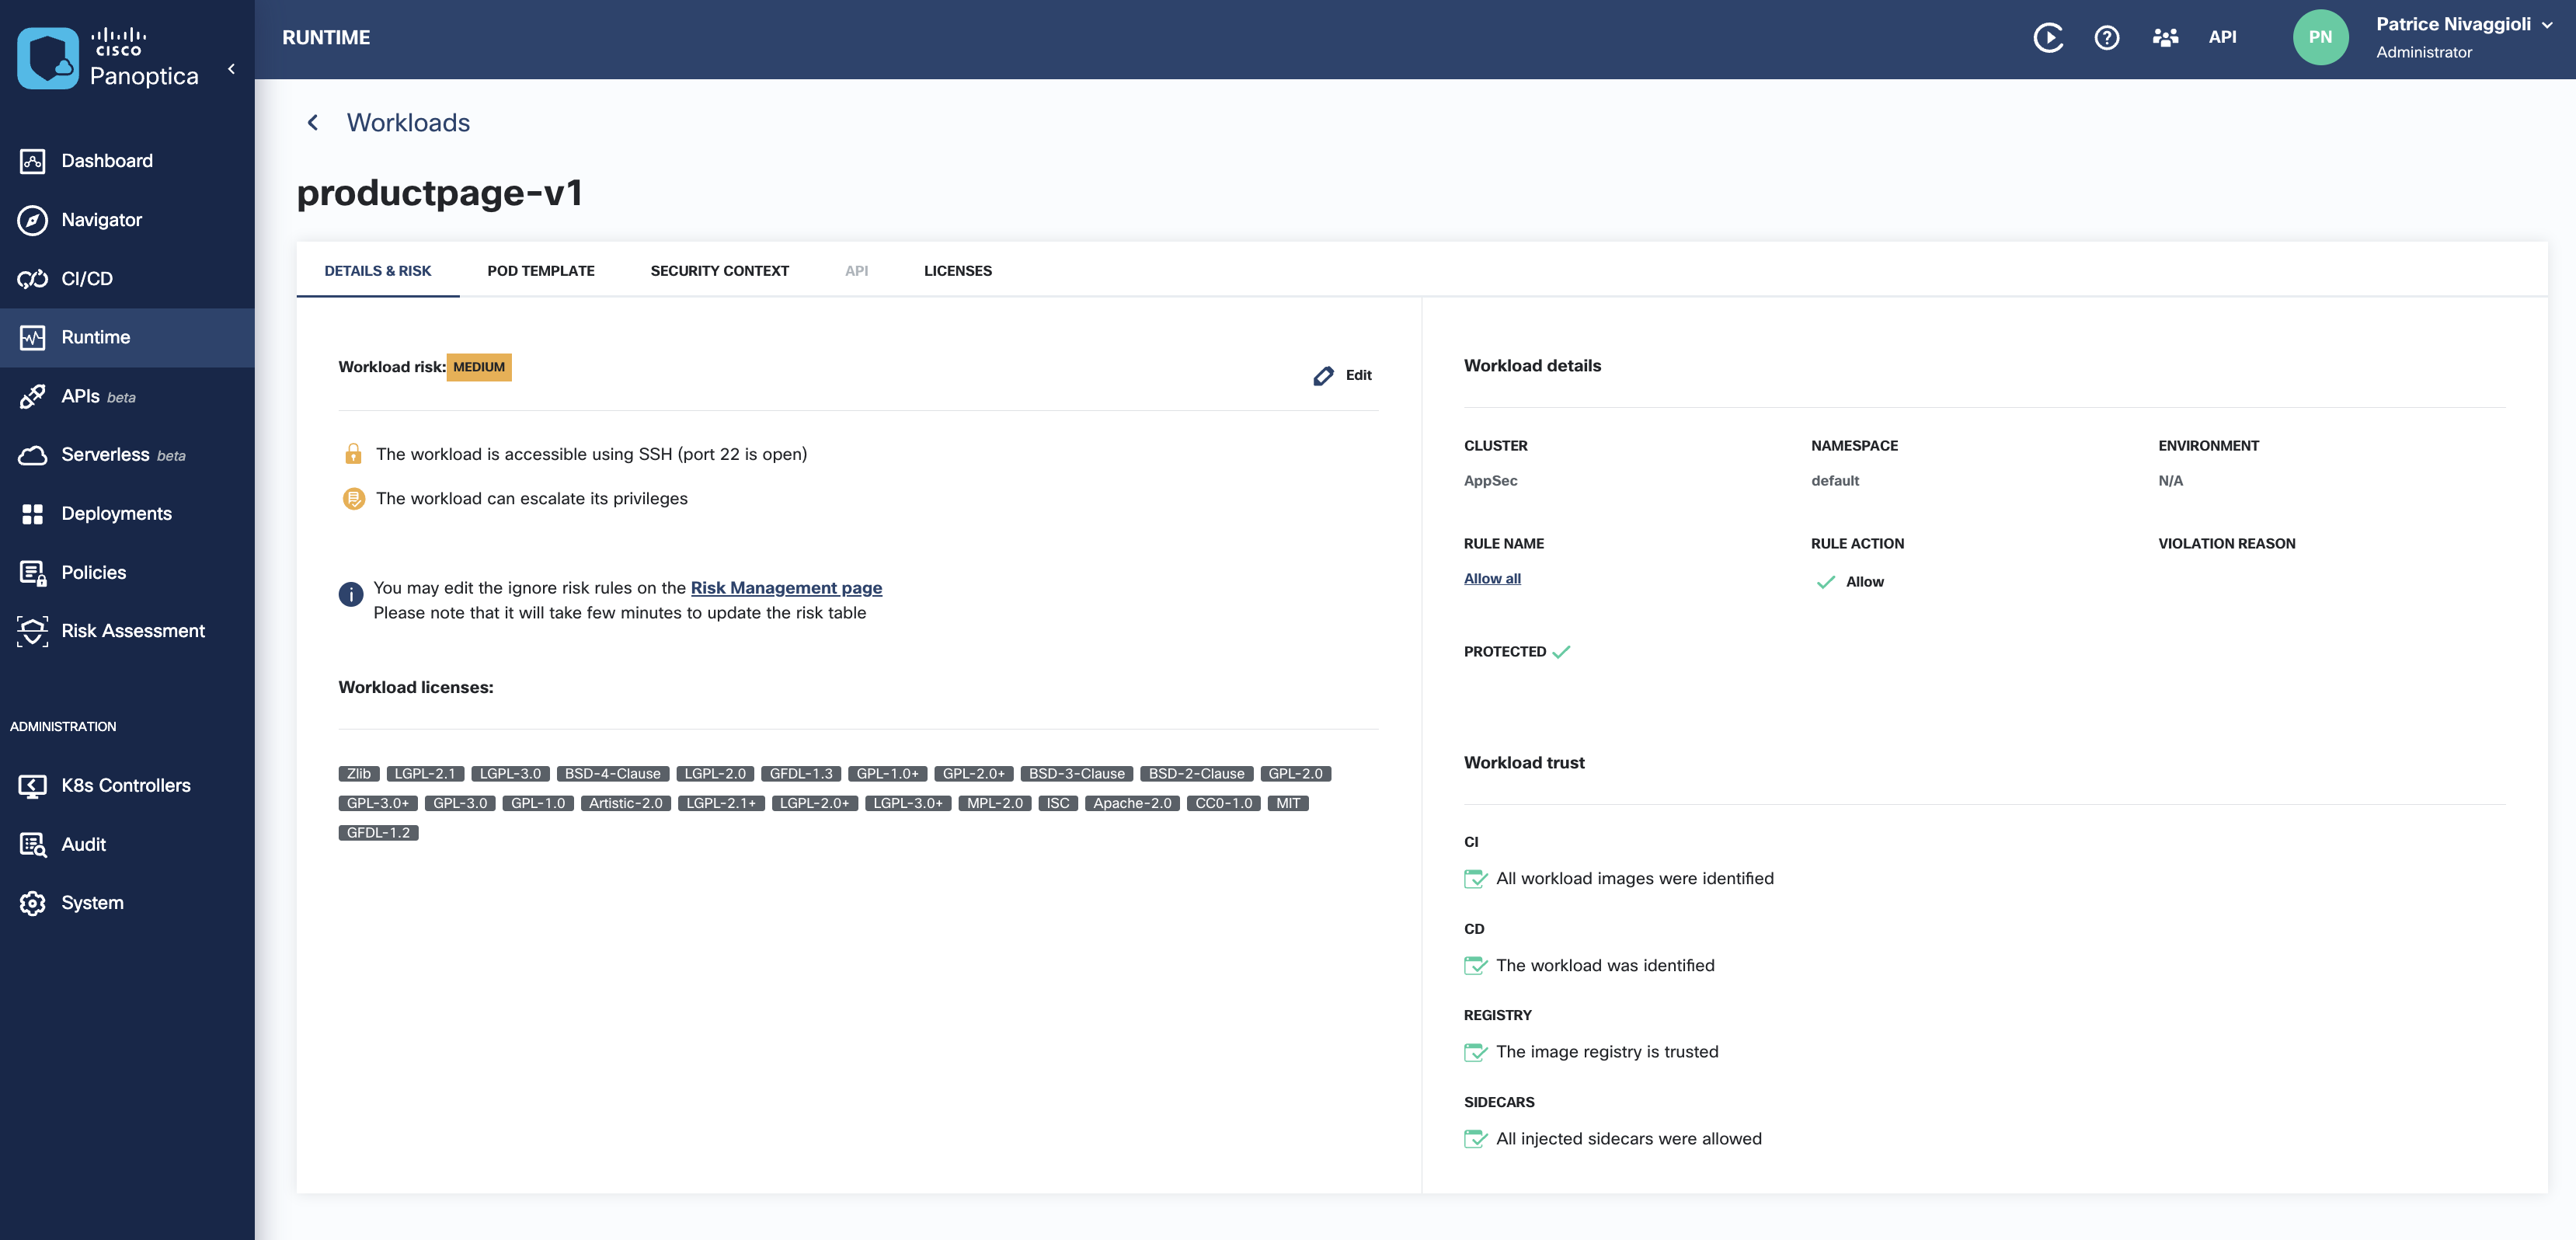 cisco
Panoptica
RUNTIME
API
PN
Patrice Nivaggioli
Administrator
Dashboard
Navigator
CI/CD
Runtime
APIs beta
Serverless beta
Deployments
Policies
Risk Assessment
ADMINISTRATION
K8s Controllers
Audit
System
Workloads
productpage-v1
DETAILS & RISK POD TEMPLATE SECURITY CONTEXT API LICENSES
Workload risk: MEDIUM
Edit
The workload is accessible using SSH (port 22 is open)
The workload can escalate its privileges
You may edit the ignore risk rules on the Risk Management page
Please note that it will take few minutes to update the risk table
Workload licenses:
Zlib LGPL-2.1 LGPL-3.0 BSD-4-Clause LGPL-2.0 GFDL-1.3 GPL-1.0+ GPL-2.0+ BSD-3-Clause BSD-2-Clause GPL-2.0
GPL-3.0+ GPL-3.0 GPL-1.0 Artistic-2.0 LGPL-2.1+ LGPL-2.0+ LGPL-3.0+ MPL-2.0 ISC Apache-2.0 CC0-1.0 MIT
GFDL-1.2
Workload details
CLUSTER NAMESPACE ENVIRONMENT
AppSec default N/A
RULE NAME RULE ACTION VIOLATION REASON
Allow all Allow
PROTECTED
Workload trust
CI
All workload images were identified
CD
The workload was identified
REGISTRY
The image registry is trusted
SIDECARS
All injected sidecars were allowed